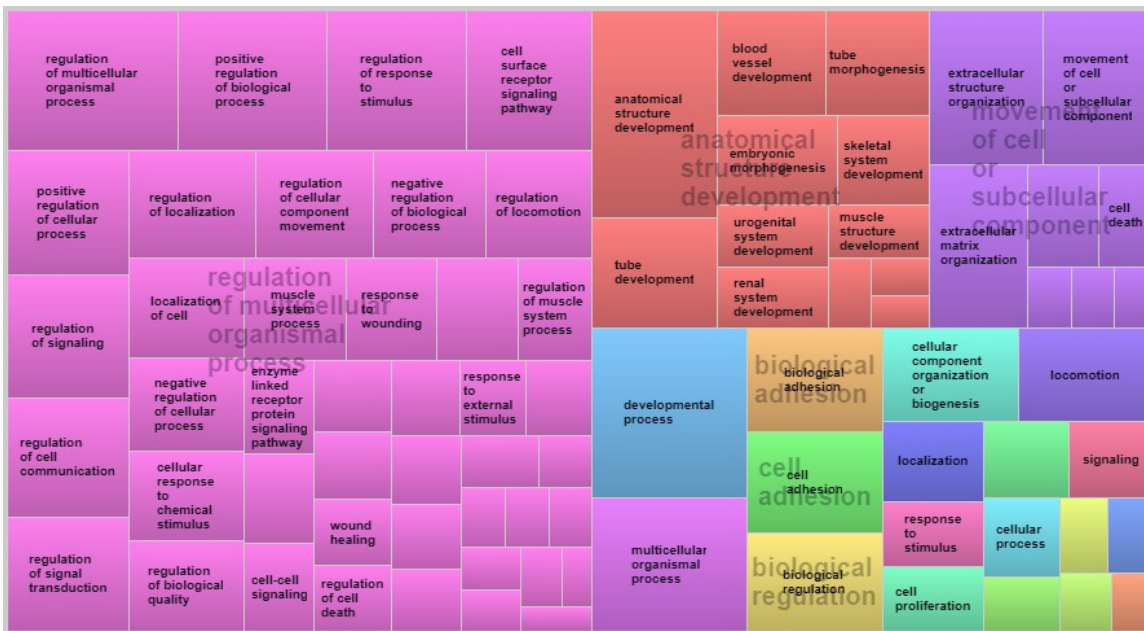 regulation
of multicellular
organismal
process
positive
regulation
of biological
process
regulation
of response
to
stimulus
cell
surface
receptor
signaling
pathway
positive
regulation
of cellular
process
regulation
of localization
regulation
of cellular
component
movement
negative
regulation
of biological
process
regulation
of locomotion
regulation
of signaling
localization
of cell
muscle
system
process
response
to
wounding
regulation
of muscle
system
process
regulation
of multicellular
organismal
process
negative
regulation
of cellular
process
enzyme
linked
receptor
protein
signaling
pathway
response
to
external
stimulus
regulation
of cell
communication
cellular
response
to
chemical
stimulus
wound
healing
regulation
of signal
transduction
regulation
of biological
quality
cell-cell
signaling
regulation
of cell
death
anatomical
structure
development
blood
vessel
development
tube
morphogenesis
embryonic
morphogenesis
skeletal
system
development
anatomical
structure
development
tube
development
urogenital
system
development
muscle
structure
development
renal
system
development
extracellular
structure
organization
movement
of cell
or
subcellular
component
movement
of cell
or
subcellular
component
extracellular
matrix
organization
cell
death
developmental
process
biological
adhesion
biological
adhesion
cellular
component
organization
or
biogenesis
locomotion
cell
adhesion
cell
adhesion
localization
signaling
multicellular
organismal
process
biological
regulation
biological
regulation
response
to
stimulus
cellular
process
cell
proliferation